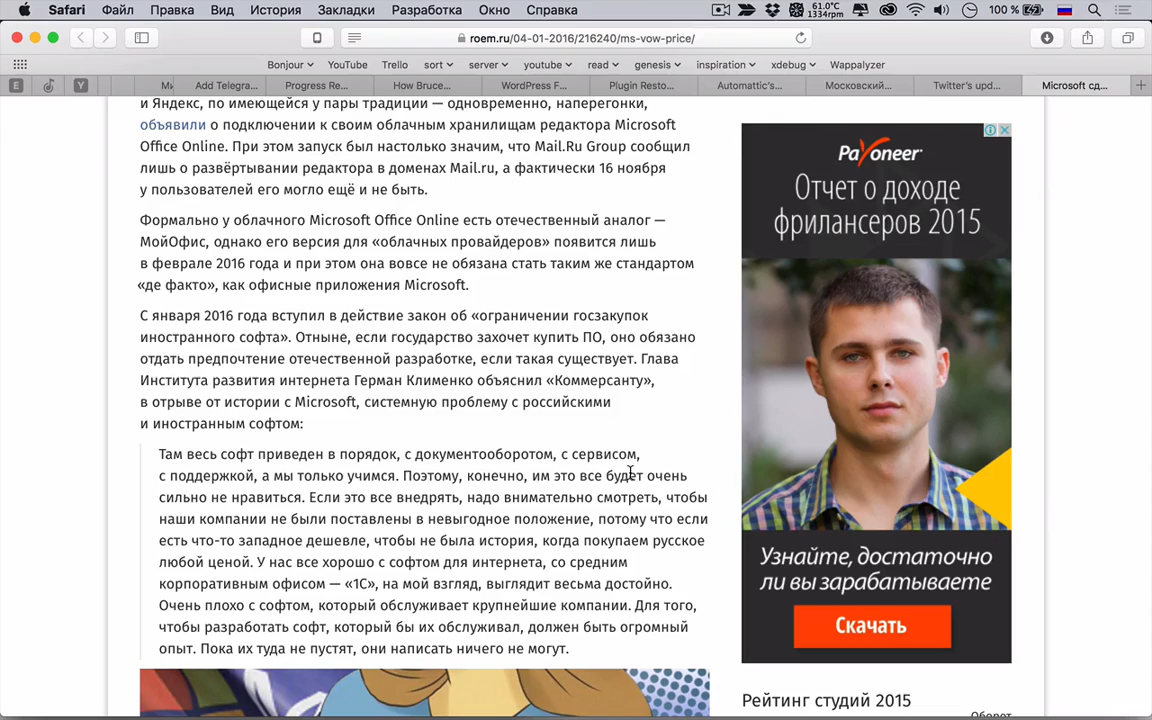 Safari Файл Правка Вид История Закладки Разработка Окно Справка 61.0°C 1334rpm 100 %
roem.ru/04-01-2016/216240/ms-vow-price/
Bonjour YouTube Trello sort server youtube read genesis inspiration xdebug Wappalyzer
E Y Add Telegra... Progress Re... How Bruce... WordPress F... Plugin Resto... Automattic's... Московский... Twitter's upd... Microsoft сд...
и Яндекс, по имеющейся у пары традиции — одновременно, наперегонки,
объявили о подключении к своим облачным хранилищам редактора Microsoft
Office Online. При этом запуск был настолько значим, что Mail.Ru Group сообщил
лишь о развёртывании редактора в доменах Mail.ru, а фактически 16 ноября
у пользователей его могло ещё и не быть.
Формально у облачного Microsoft Office Online есть отечественный аналог —
МойОфис, однако его версия для «облачных провайдеров» появится лишь
в феврале 2016 года и при этом она вовсе не обязана стать таким же стандартом
«де факто», как офисные приложения Microsoft.
С января 2016 года вступил в действие закон об «ограничении госзакупок
иностранного софта». Отныне, если государство захочет купить ПО, оно обязано
отдать предпочтение отечественной разработке, если такая существует. Глава
Института развития интернета Герман Клименко объяснил «Коммерсанту»,
в отрыве от истории с Microsoft, системную проблему с российскими
и иностранным софтом:
Там весь софт приведен в порядок, с документооборотом, с сервисом,
с поддержкой, а мы только учимся. Поэтому, конечно, им это все будет очень
сильно не нравиться. Если это все внедрять, надо внимательно смотреть, чтобы
наши компании не были поставлены в невыгодное положение, потому что если
есть что-то западное дешевле, чтобы не была история, когда покупаем русское
любой ценой. У нас все хорошо с софтом для интернета, со средним
корпоративным офисом — «1С», на мой взгляд, выглядит весьма достойно.
Очень плохо с софтом, который обслуживает крупнейшие компании. Для того,
чтобы разработать софт, который бы их обслуживал, должен быть огромный
опыт. Пока их туда не пустят, они написать ничего не могут.
Payoneer
Отчет о доходе
фрилансеров 2015
Узнайте, достаточно
ли вы зарабатываете
Скачать
Рейтинг студий 2015
Оборот